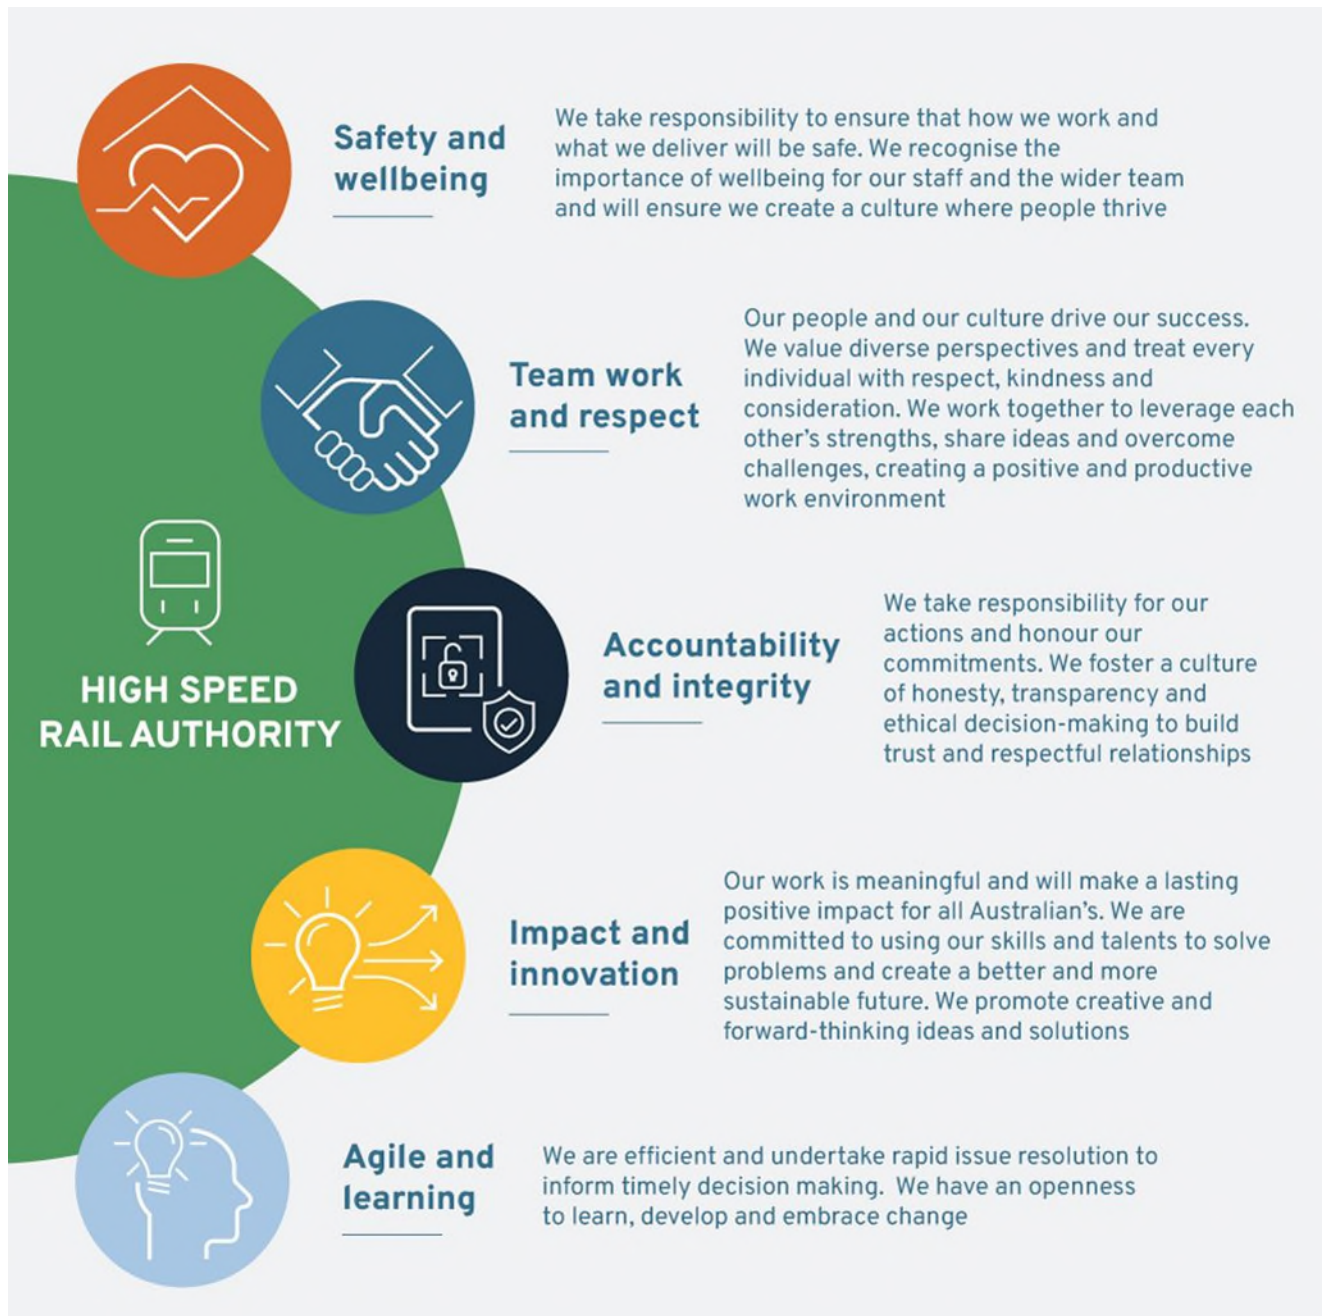 Safety and
wellbeing
We take responsibility to ensure that how we work and
what we deliver will be safe. We recognise the
importance of wellbeing for our staff and the wider team
and will ensure we create a culture where people thrive
Team work
and respect
Our people and our culture drive our success.
We value diverse perspectives and treat every
individual with respect, kindness and
consideration. We work together to leverage each
other's strengths, share ideas and overcome
challenges, creating a positive and productive
work environment
HIGH SPEED
RAIL AUTHORITY
Accountability
and integrity
We take responsibility for our
actions and honour our
commitments. We foster a culture
of honesty, transparency and
ethical decision-making to build
trust and respectful relationships
Impact and
innovation
Our work is meaningful and will make a lasting
positive impact for all Australian's. We are
committed to using our skills and talents to solve
problems and create a better and more
sustainable future. We promote creative and
forward-thinking ideas and solutions
Agile and
learning
We are efficient and undertake rapid issue resolution to
inform timely decision making.  We have an openness
to learn, develop and embrace change